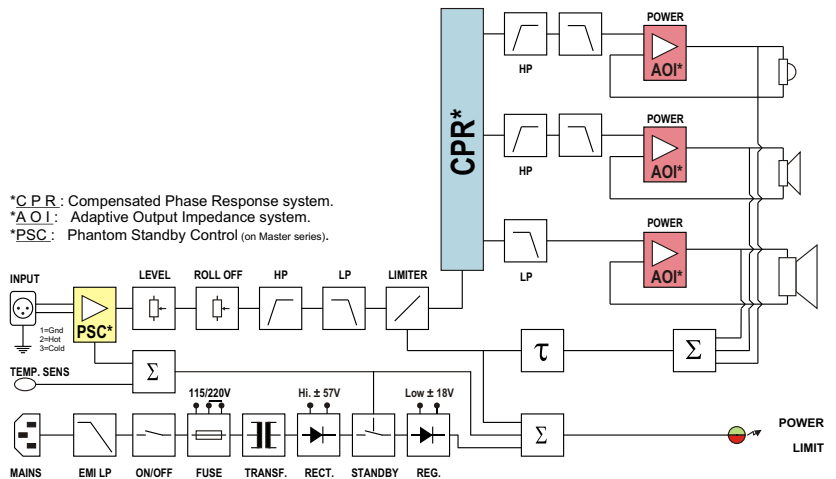 POWER
AOI*
HP
CPR*
POWER
AOI*
HP
POWER
AOI*
LP
*C P R : Compensated Phase Response system.
*A O I : Adaptive Output Impedance system.
*PSC : Phantom Standby Control (on Master series).
INPUT
LEVEL
ROLL OFF
HP
LP
LIMITER
PSC*
1=Gnd
2=Hot
3=Cold
τ
Σ
TEMP. SENS
Σ
115/220V
Hi. ± 57V
Low ± 18V
Σ
POWER
LIMIT
MAINS
EMI LP
ON/OFF
FUSE
TRANSF.
RECT.
STANDBY
REG.